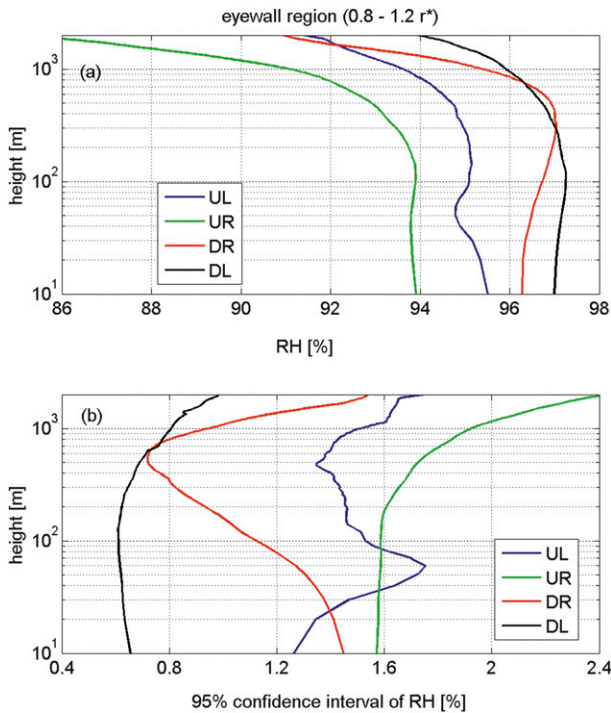 eyewall region (0.8 - 1.2 r*)
(a)
height [m]
10³
10²
10¹
UL
UR
DR
DL
86 88 90 92 94 96 98
RH [%]
(b)
height [m]
10³
10²
10¹
UL
UR
DR
DL
0.4 0.8 1.2 1.6 2 2.4
95% confidence interval of RH [%]